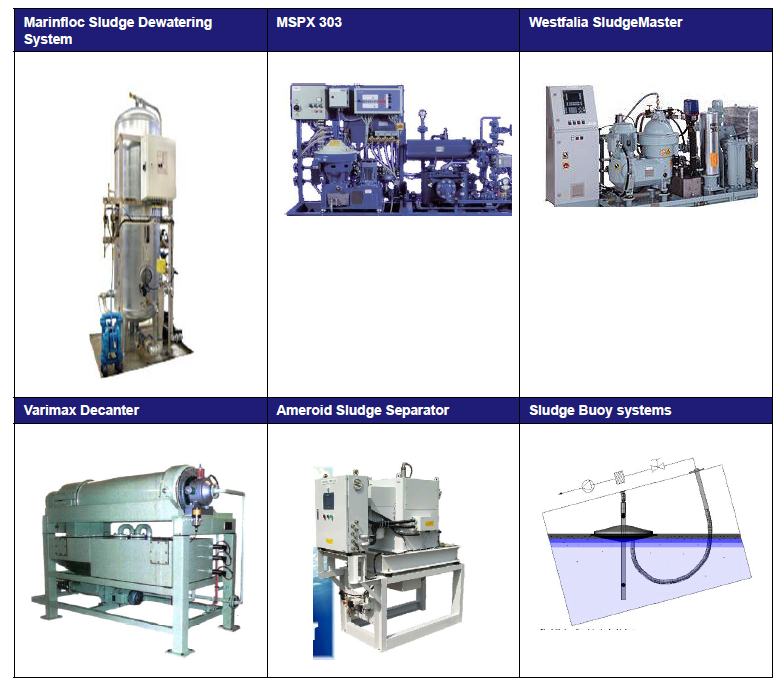 Marinfloc Sludge Dewatering
System
MSPX 303
Westfalia SludgeMaster
Varimax Decanter
Ameroid Sludge Separator
Sludge Buoy systems